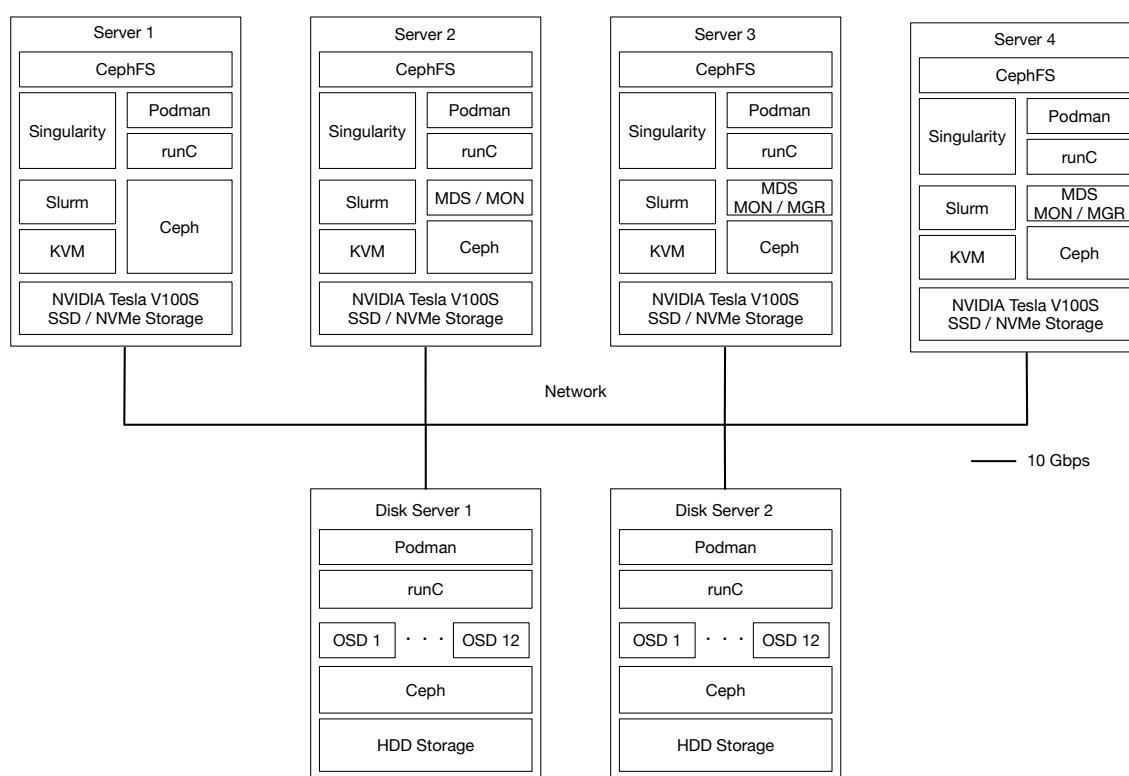 Server 1
CephFS
Singularity
Podman
runC
Slurm
KVM
Ceph
NVIDIA Tesla V100S
SSD / NVMe Storage
Server 2
CephFS
Singularity
Podman
runC
Slurm
MDS / MON
KVM
Ceph
NVIDIA Tesla V100S
SSD / NVMe Storage
Server 3
CephFS
Singularity
Podman
runC
Slurm
MDS
MON / MGR
KVM
Ceph
NVIDIA Tesla V100S
SSD / NVMe Storage
Server 4
CephFS
Singularity
Podman
runC
Slurm
MDS
MON / MGR
KVM
Ceph
NVIDIA Tesla V100S
SSD / NVMe Storage
Network
10 Gbps
Disk Server 1
Podman
runC
OSD 1 · · · OSD 12
Ceph
HDD Storage
Disk Server 2
Podman
runC
OSD 1 · · · OSD 12
Ceph
HDD Storage